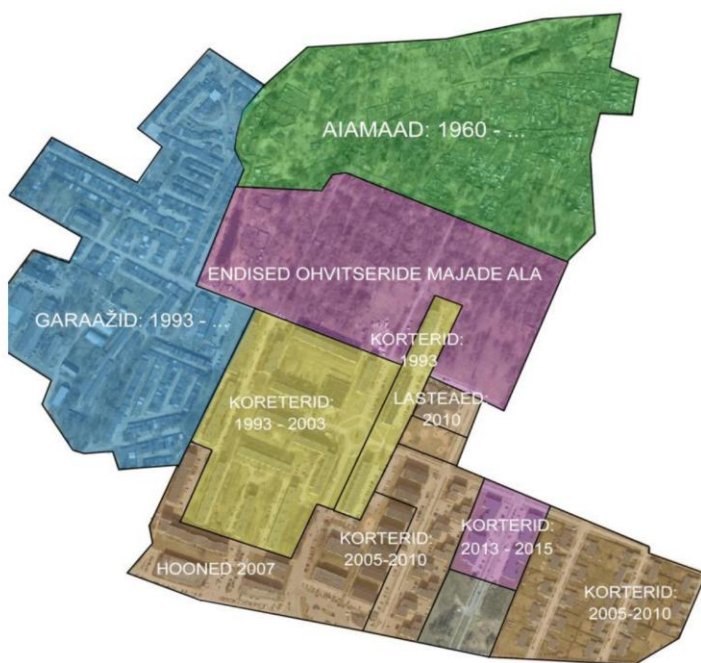 AIAMAAD: 1960 - ...
ENDISED OHVITSERIDE MAJADE ALA
GARAAŽID: 1993 - ...
KORTERID:
1993
KORETERID:
1993 - 2003
LASTEAED:
2010
KORTERID:
2005-2010
KORTERID:
2013 - 2015
HOONED 2007
KORTERID:
2005-2010